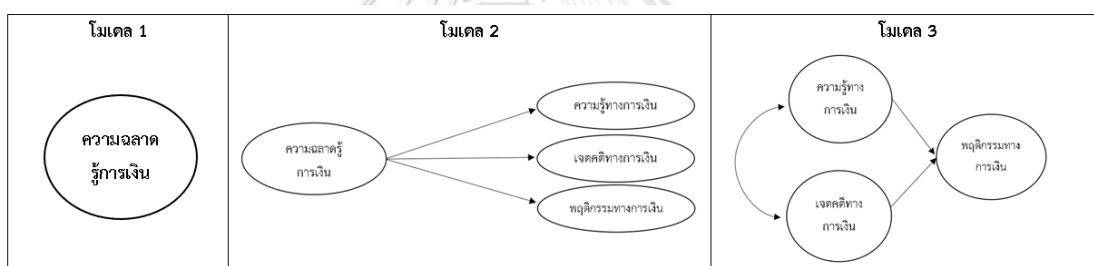 โมเดล 1
โมเดล 2
โมเดล 3
ความฉลาด
รู้การเงิน
ความฉลาดรู้
การเงิน
ความรู้ทางการเงิน
เจตคติทางการเงิน
พฤติกรรมทางการเงิน
ความรู้ทาง
การเงิน
เจตคติทาง
การเงิน
พฤติกรรมทาง
การเงิน